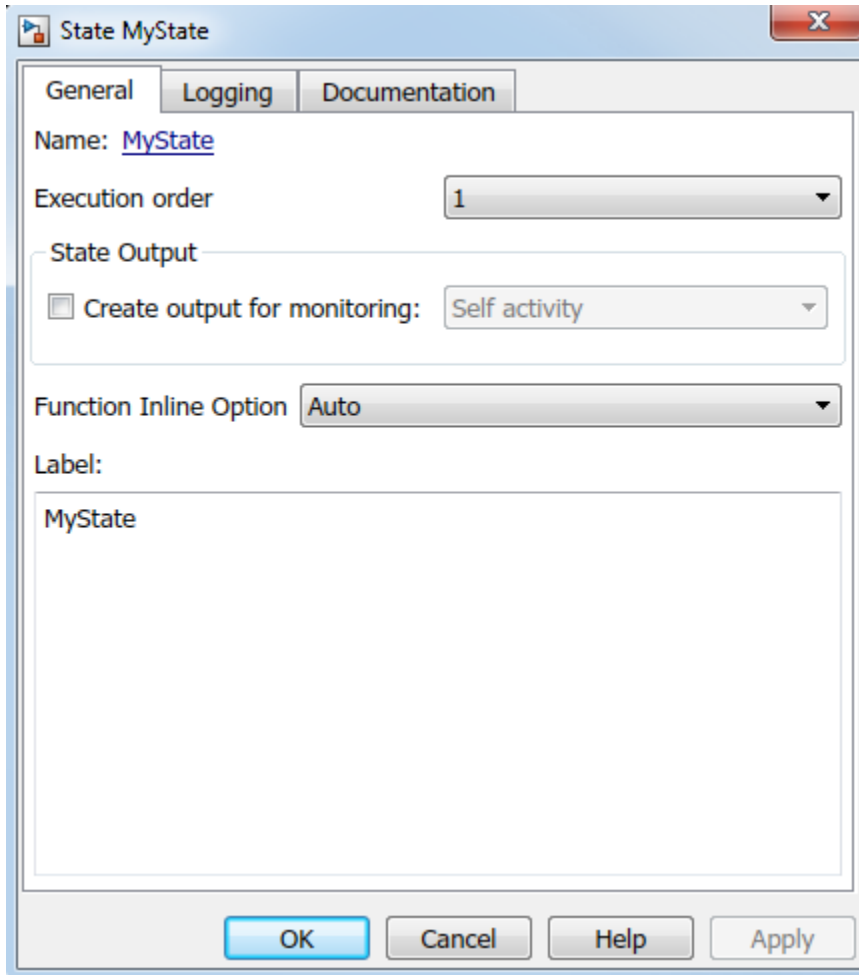 State MyState
General Logging Documentation
Name: MyState
Execution order 1
State Output
Create output for monitoring: Self activity
Function Inline Option Auto
Label:
MyState
OK Cancel Help Apply